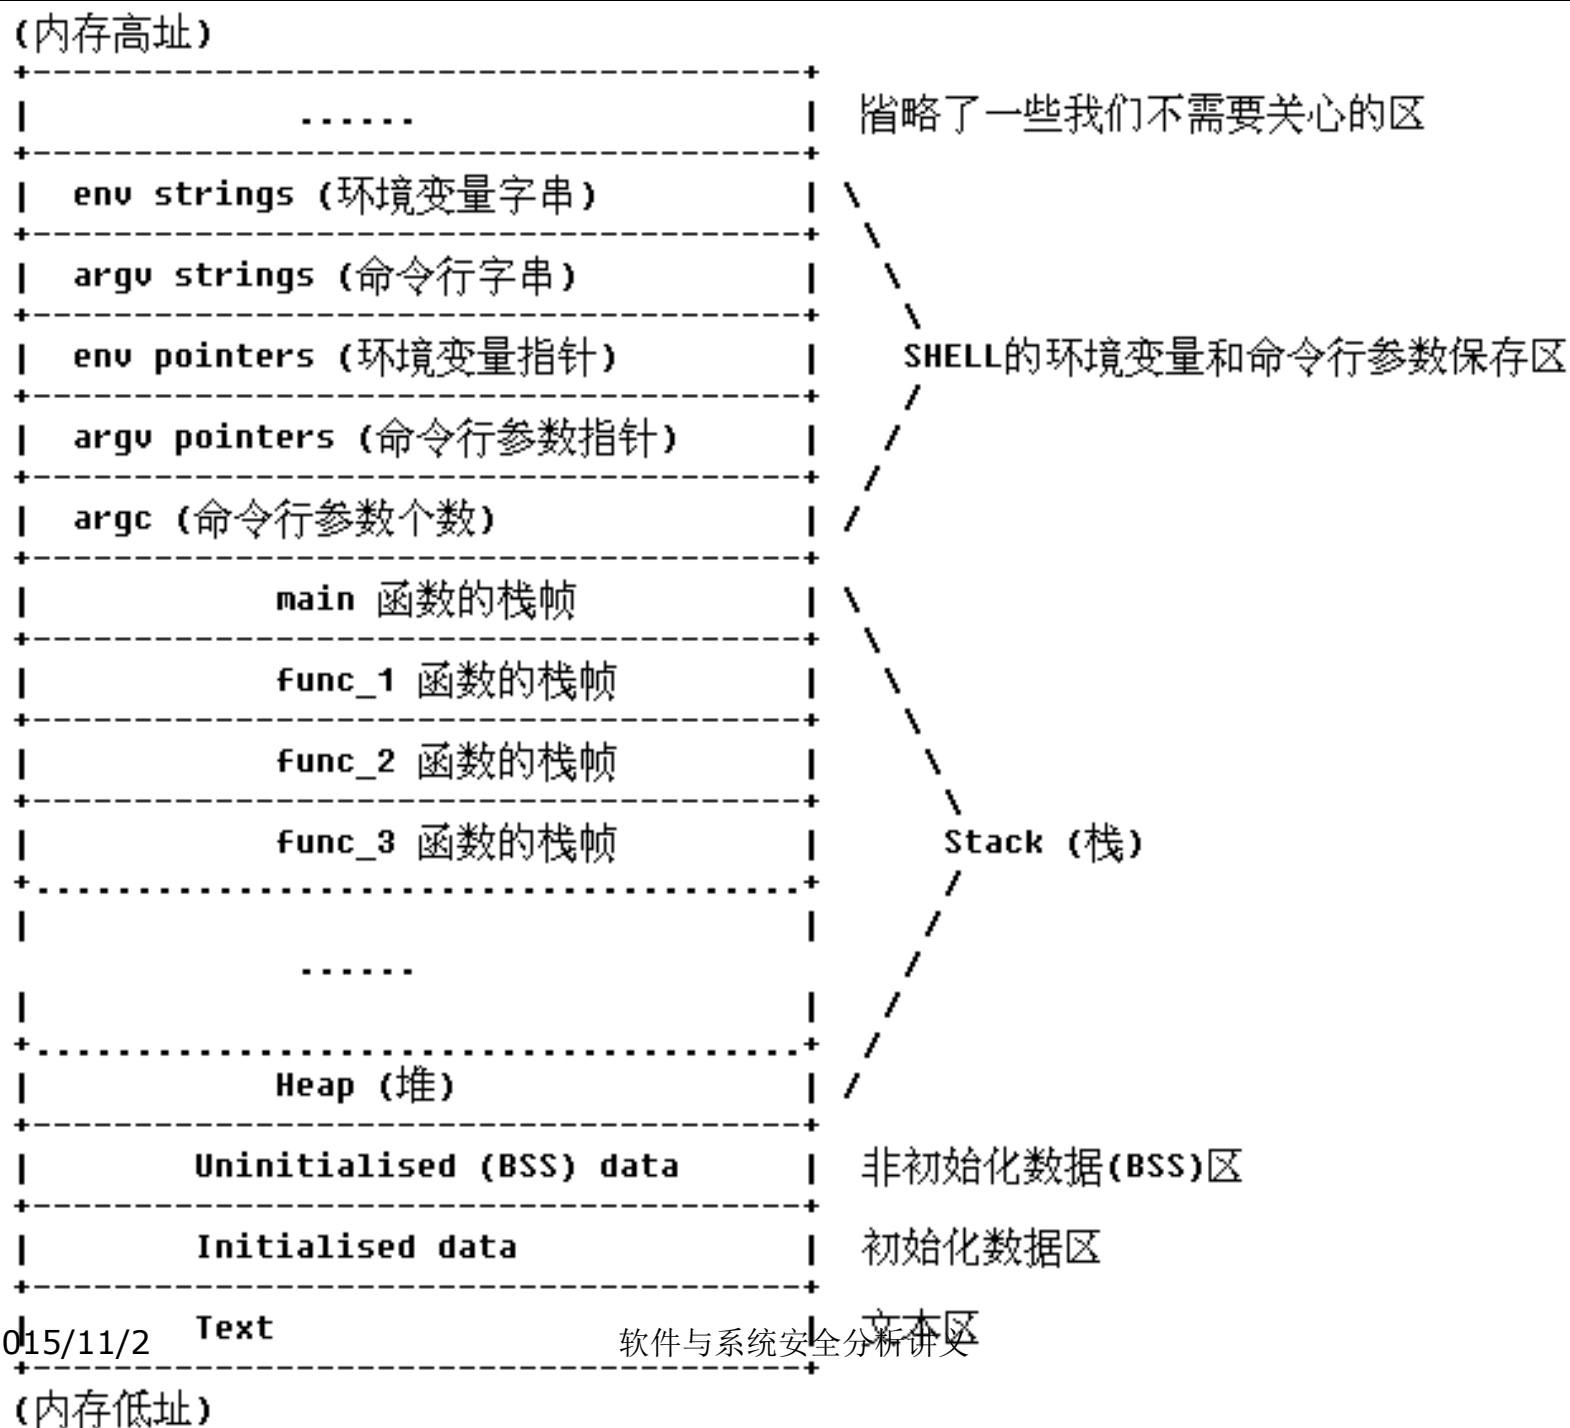 (内存高址)
...... 省略了一些我们不需要关心的区
env strings (环境变量字串)
argv strings (命令行字串)
env pointers (环境变量指针) SHELL的环境变量和命令行参数保存区
argv pointers (命令行参数指针)
argc (命令行参数个数)
main 函数的栈帧
func_1 函数的栈帧
func_2 函数的栈帧
func_3 函数的栈帧 Stack (栈)
......
Heap (堆)
Uninitialised (BSS) data 非初始化数据(BSS)区
Initialised data 初始化数据区
Text 文本区
015/11/2 软件与系统安全分析讲义
(内存低址)